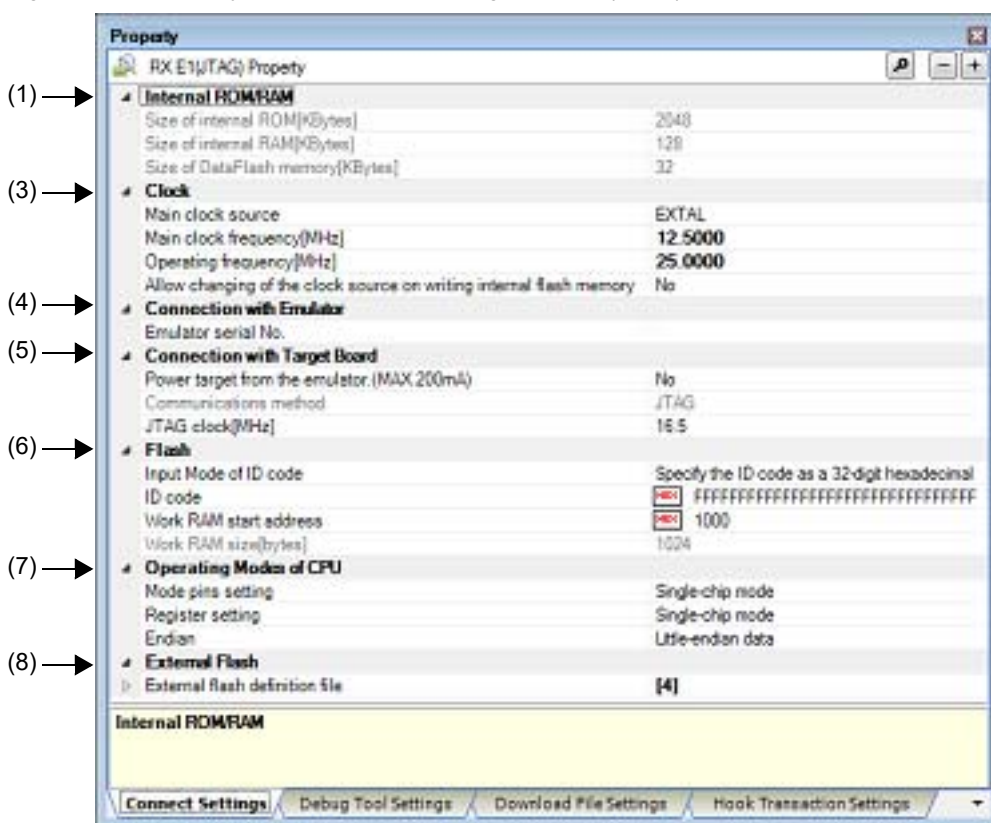 Property
RX E1(JTAG) Property
(1) Internal ROM/RAM
Size of internal ROM[KBytes] 2048
Size of internal RAM[KBytes] 128
Size of DataFlash memory[KBytes] 32
(3) Clock
Main clock source EXTAL
Main clock frequency[MHz] 12.5000
Operating frequency[MHz] 25.0000
Allow changing of the clock source on writing internal flash memory No
(4) Connection with Emulator
Emulator serial No.
(5) Connection with Target Board
Power target from the emulator.(MAX 200mA) No
Communications method JTAG
JTAG clock[MHz] 16.5
(6) Flash
Input Mode of ID code Specify the ID code as a 32-digit hexadecimal
ID code HEX FFFFFFFFFFFFFFFFFFFFFFFFFFFFFFFF
Work RAM start address HEX 1000
Work RAM size[bytes] 1024
(7) Operating Modes of CPU
Mode pins setting Single-chip mode
Register setting Single-chip mode
Endian Little-endian data
(8) External Flash
External flash definition file [4]
Internal ROM/RAM
Connect Settings Debug Tool Settings Download File Settings Hook Transaction Settings